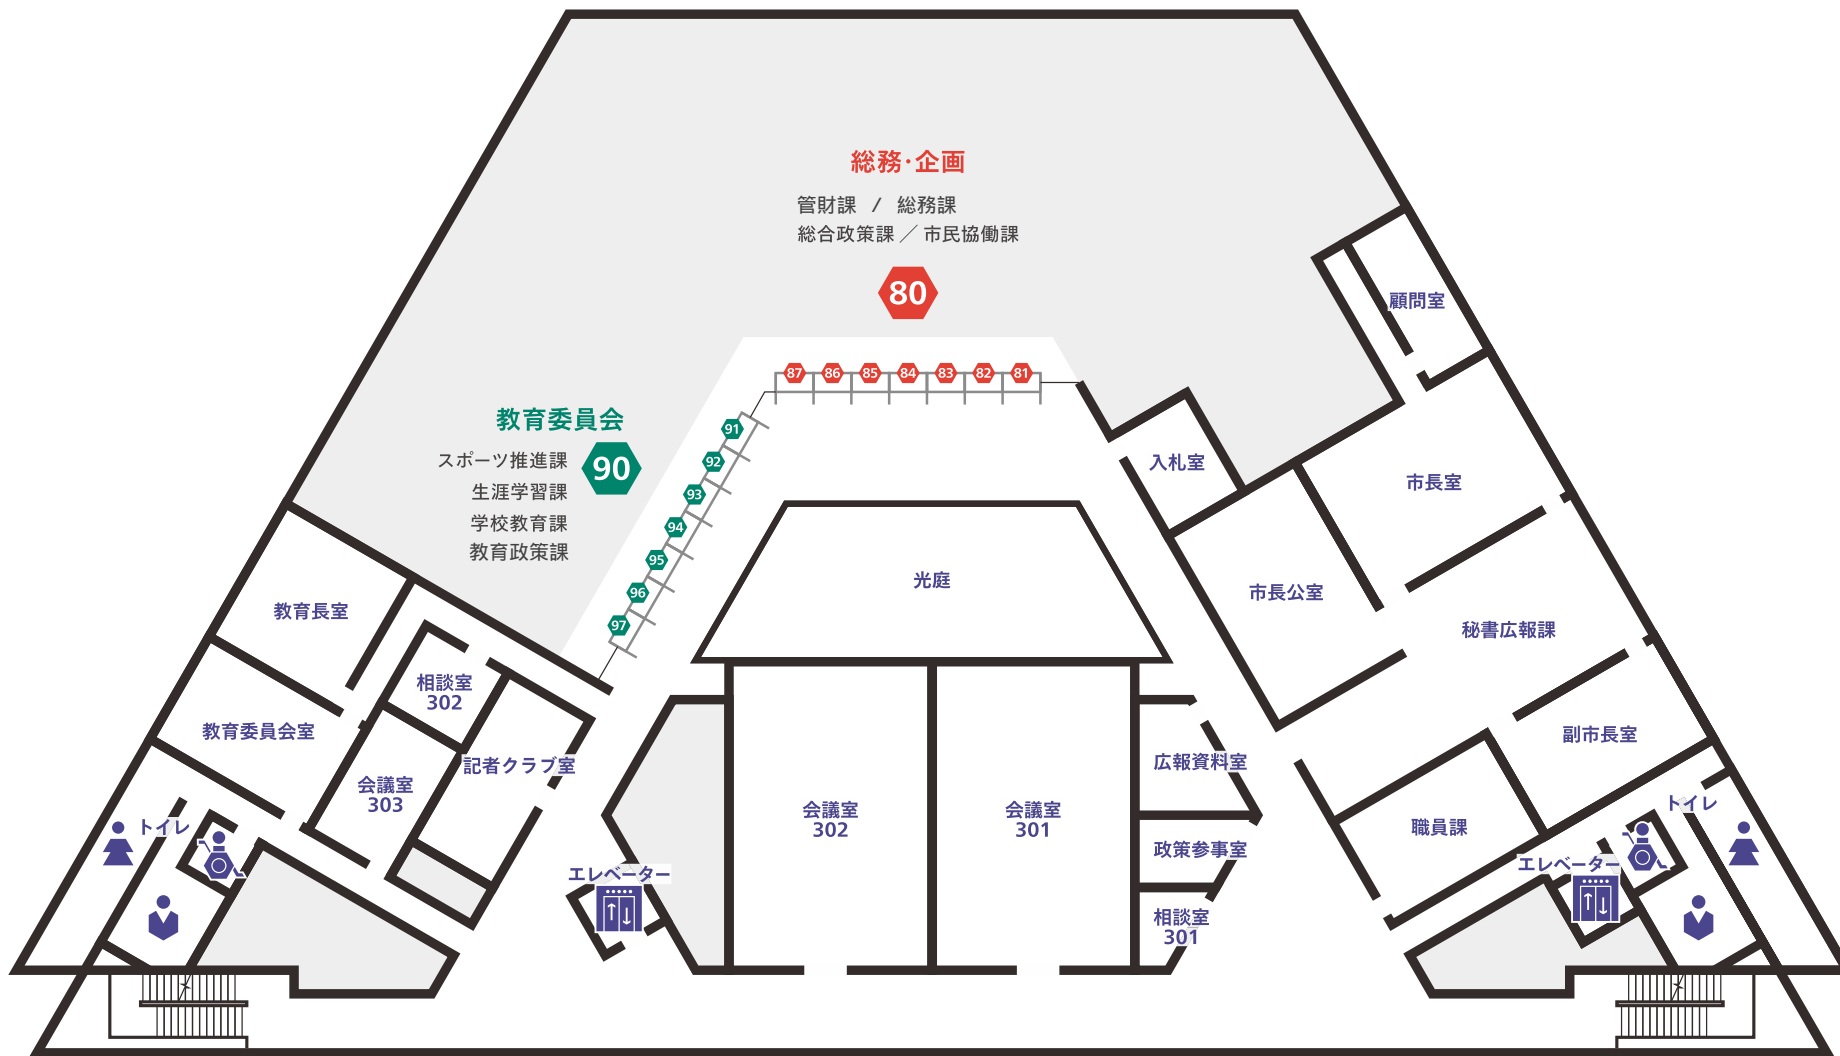 総務・企画
管財課 / 総務課
総合政策課／市民協働課
80
顧問室
87 86 85 84 83 82 81
教育委員会
90
スポーツ推進課
生涯学習課
学校教育課
教育政策課
91
92
93
94
95
96
97
入札室
市長室
光庭
市長公室
教育長室
秘書広報課
相談室
302
教育委員会室
副市長室
記者クラブ室
広報資料室
会議室
303
会議室
302
会議室
301
トイレ
トイレ
職員課
政策参事室
エレベーター
エレベーター
相談室
301